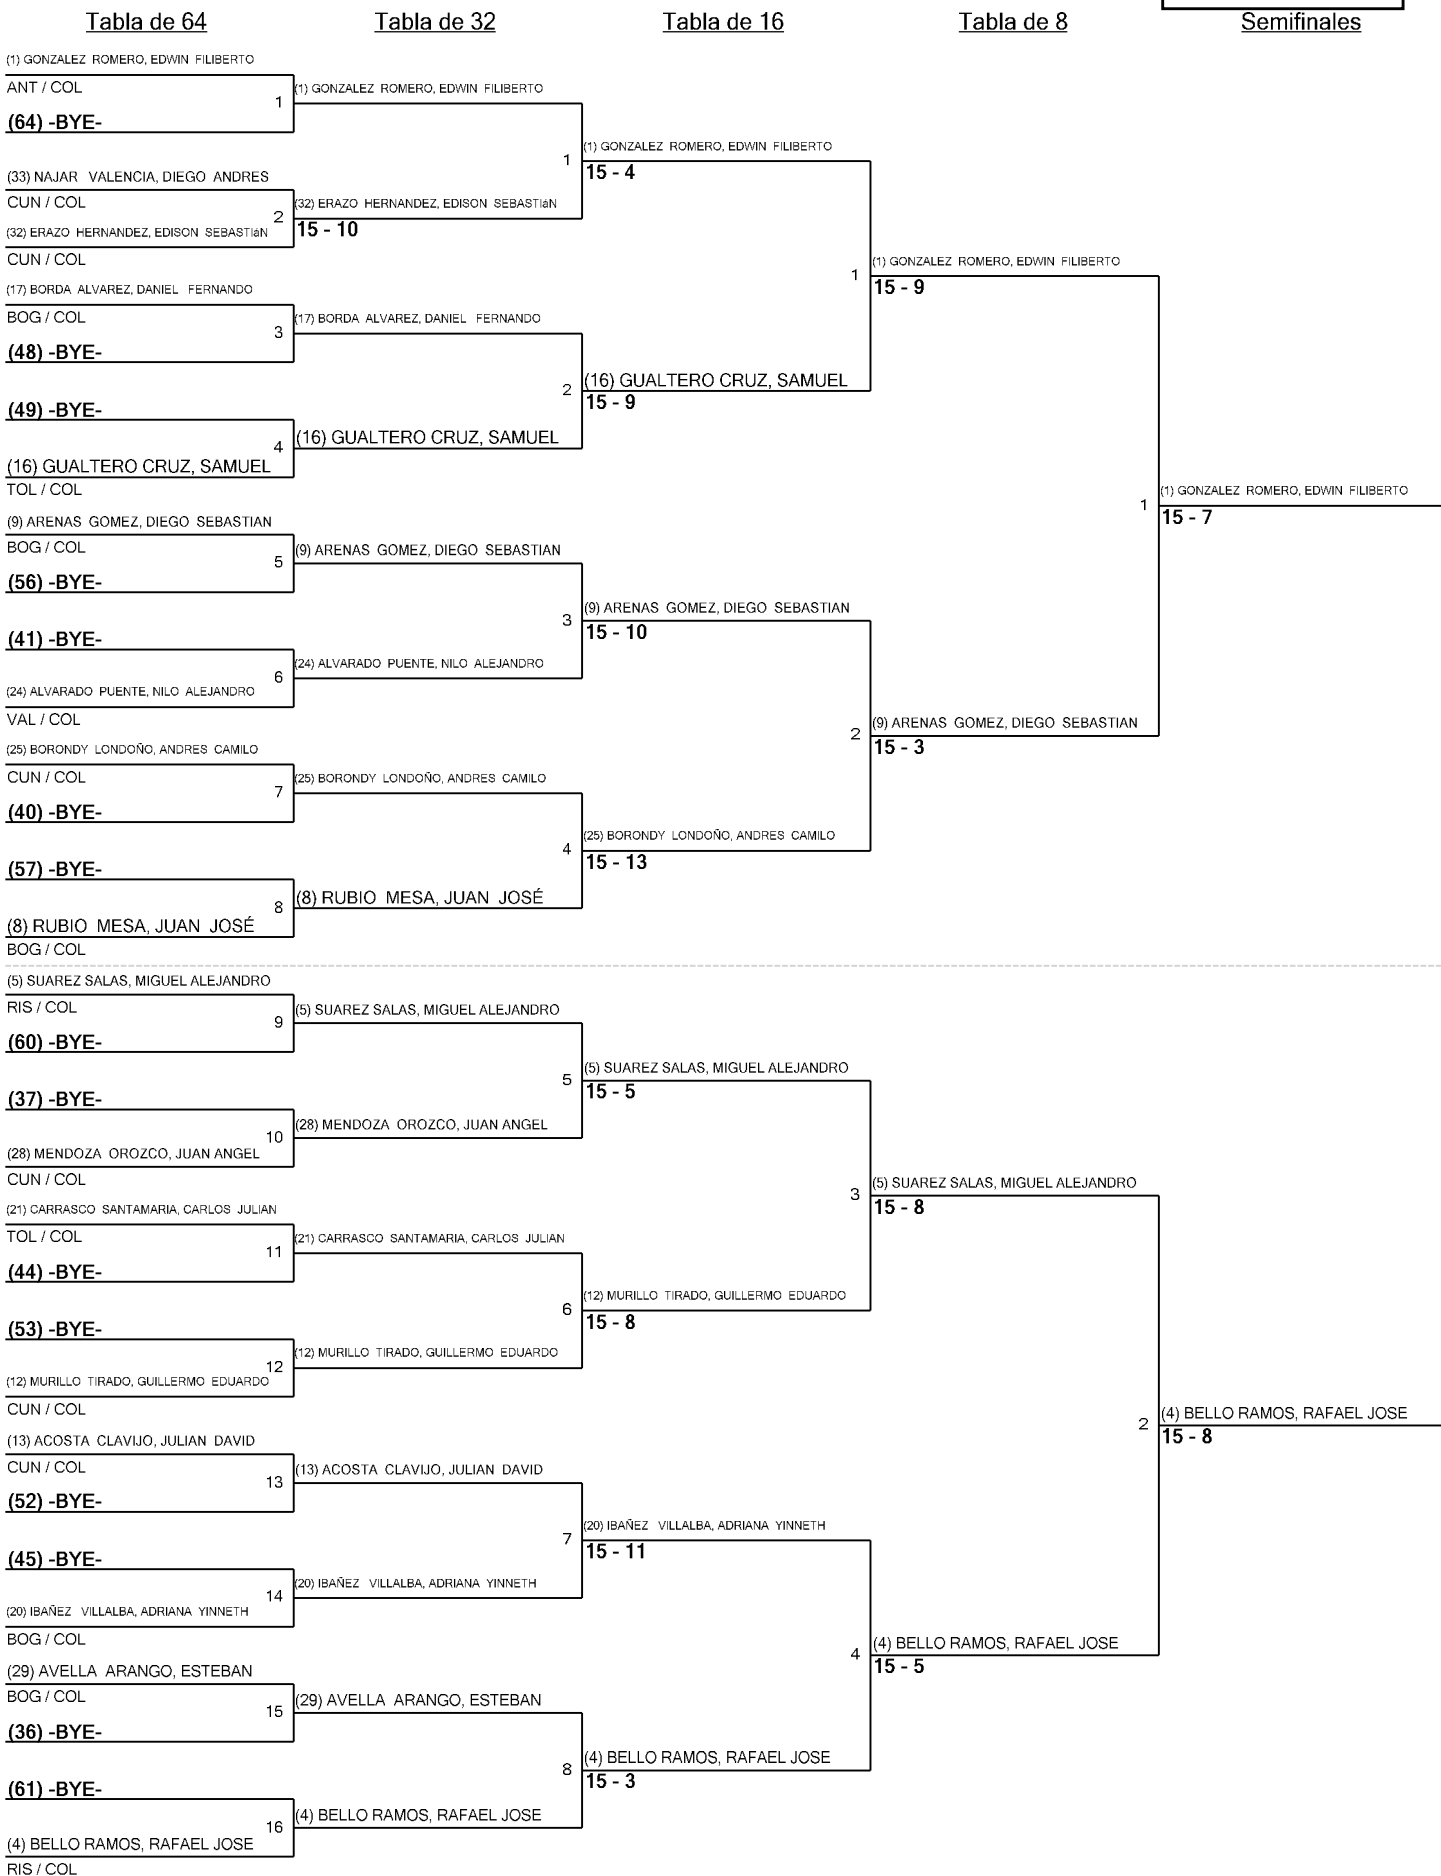 Tabla de 64
Tabla de 32
Tabla de 16
Tabla de 8
Semifinales
(1) GONZALEZ ROMERO, EDWIN FILIBERTO
ANT / COL
1
(64) -BYE-
(33) NAJAR VALENCIA, DIEGO ANDRES
CUN / COL
2
(32) ERAZO HERNANDEZ, EDISON SEBASTIáN
CUN / COL
(17) BORDA ALVAREZ, DANIEL FERNANDO
BOG / COL
3
(48) -BYE-
(49) -BYE-
4
(16) GUALTERO CRUZ, SAMUEL
TOL / COL
(9) ARENAS GOMEZ, DIEGO SEBASTIAN
BOG / COL
5
(56) -BYE-
(41) -BYE-
6
(24) ALVARADO PUENTE, NILO ALEJANDRO
VAL / COL
(25) BORONDY LONDOÑO, ANDRES CAMILO
CUN / COL
7
(40) -BYE-
(57) -BYE-
8
(8) RUBIO MESA, JUAN JOSÉ
BOG / COL
(5) SUAREZ SALAS, MIGUEL ALEJANDRO
RIS / COL
9
(60) -BYE-
(37) -BYE-
10
(28) MENDOZA OROZCO, JUAN ANGEL
CUN / COL
(21) CARRASCO SANTAMARIA, CARLOS JULIAN
TOL / COL
11
(44) -BYE-
(53) -BYE-
12
(12) MURILLO TIRADO, GUILLERMO EDUARDO
CUN / COL
(13) ACOSTA CLAVIJO, JULIAN DAVID
CUN / COL
13
(52) -BYE-
(45) -BYE-
14
(20) IBAÑEZ VILLALBA, ADRIANA YINNETH
BOG / COL
(29) AVELLA ARANGO, ESTEBAN
BOG / COL
15
(36) -BYE-
(61) -BYE-
16
(4) BELLO RAMOS, RAFAEL JOSE
RIS / COL
(1) GONZALEZ ROMERO, EDWIN FILIBERTO
1
(32) ERAZO HERNANDEZ, EDISON SEBASTIáN
15 - 10
(17) BORDA ALVAREZ, DANIEL FERNANDO
2
(16) GUALTERO CRUZ, SAMUEL
(9) ARENAS GOMEZ, DIEGO SEBASTIAN
3
(24) ALVARADO PUENTE, NILO ALEJANDRO
(25) BORONDY LONDOÑO, ANDRES CAMILO
4
(8) RUBIO MESA, JUAN JOSÉ
(5) SUAREZ SALAS, MIGUEL ALEJANDRO
5
(28) MENDOZA OROZCO, JUAN ANGEL
(21) CARRASCO SANTAMARIA, CARLOS JULIAN
6
(12) MURILLO TIRADO, GUILLERMO EDUARDO
(13) ACOSTA CLAVIJO, JULIAN DAVID
7
(20) IBAÑEZ VILLALBA, ADRIANA YINNETH
(29) AVELLA ARANGO, ESTEBAN
8
(4) BELLO RAMOS, RAFAEL JOSE
(1) GONZALEZ ROMERO, EDWIN FILIBERTO
15 - 4
1
(16) GUALTERO CRUZ, SAMUEL
15 - 9
(9) ARENAS GOMEZ, DIEGO SEBASTIAN
15 - 10
2
(25) BORONDY LONDOÑO, ANDRES CAMILO
15 - 13
(5) SUAREZ SALAS, MIGUEL ALEJANDRO
15 - 5
3
(12) MURILLO TIRADO, GUILLERMO EDUARDO
15 - 8
(20) IBAÑEZ VILLALBA, ADRIANA YINNETH
15 - 11
4
(4) BELLO RAMOS, RAFAEL JOSE
15 - 3
(1) GONZALEZ ROMERO, EDWIN FILIBERTO
15 - 9
1
(9) ARENAS GOMEZ, DIEGO SEBASTIAN
15 - 3
(5) SUAREZ SALAS, MIGUEL ALEJANDRO
15 - 8
2
(4) BELLO RAMOS, RAFAEL JOSE
15 - 5
(1) GONZALEZ ROMERO, EDWIN FILIBERTO
15 - 7
(4) BELLO RAMOS, RAFAEL JOSE
15 - 8